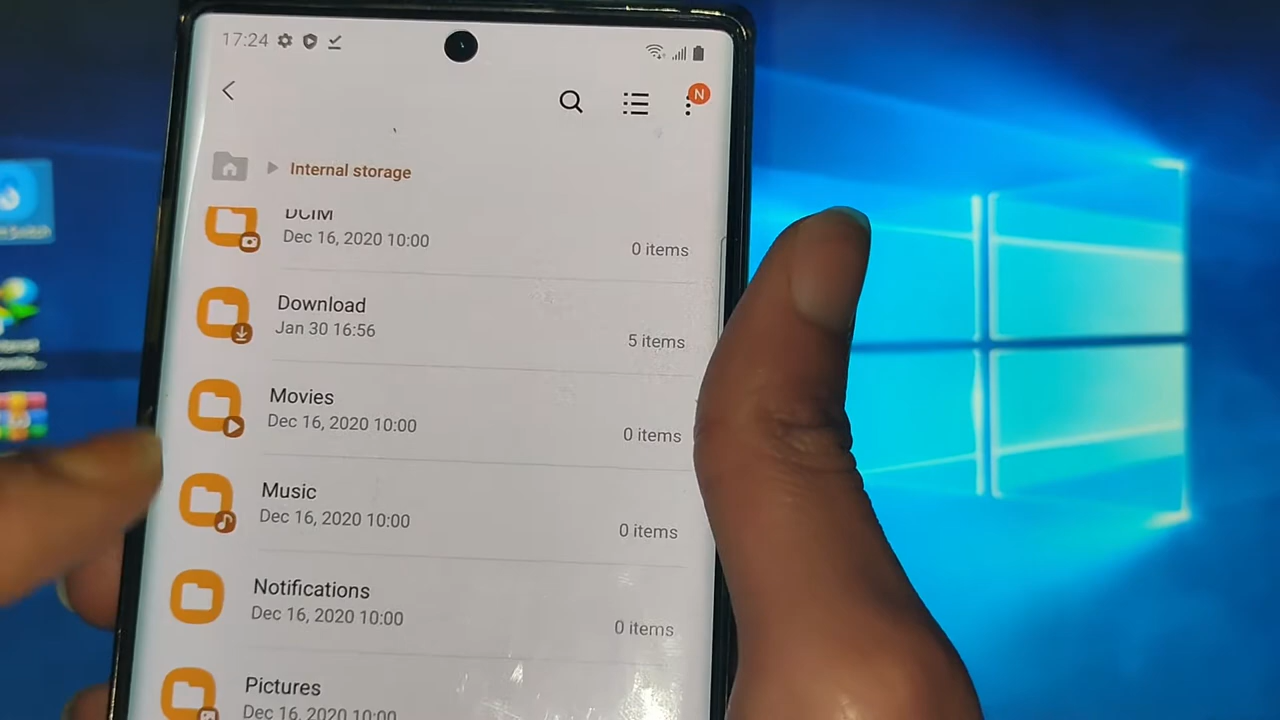 17:24
N
Internal storage
DCIM
Dec 16, 2020 10:00
0 items
Download
Jan 30 16:56
5 items
Movies
Dec 16, 2020 10:00
0 items
Music
Dec 16, 2020 10:00
0 items
Notifications
Dec 16, 2020 10:00
0 items
Pictures
Dec 16, 2020 10:00